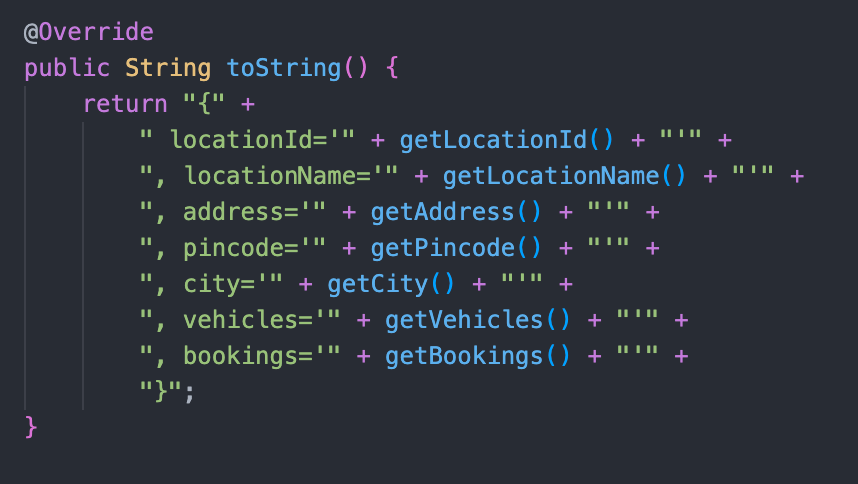 @Override
public String toString() {
    return "{" +
        " locationId='" + getLocationId() + "'" +
        ", locationName='" + getLocationName() + "'" +
        ", address='" + getAddress() + "'" +
        ", pincode='" + getPincode() + "'" +
        ", city='" + getCity() + "'" +
        ", vehicles='" + getVehicles() + "'" +
        ", bookings='" + getBookings() + "'" +
        "}";
}